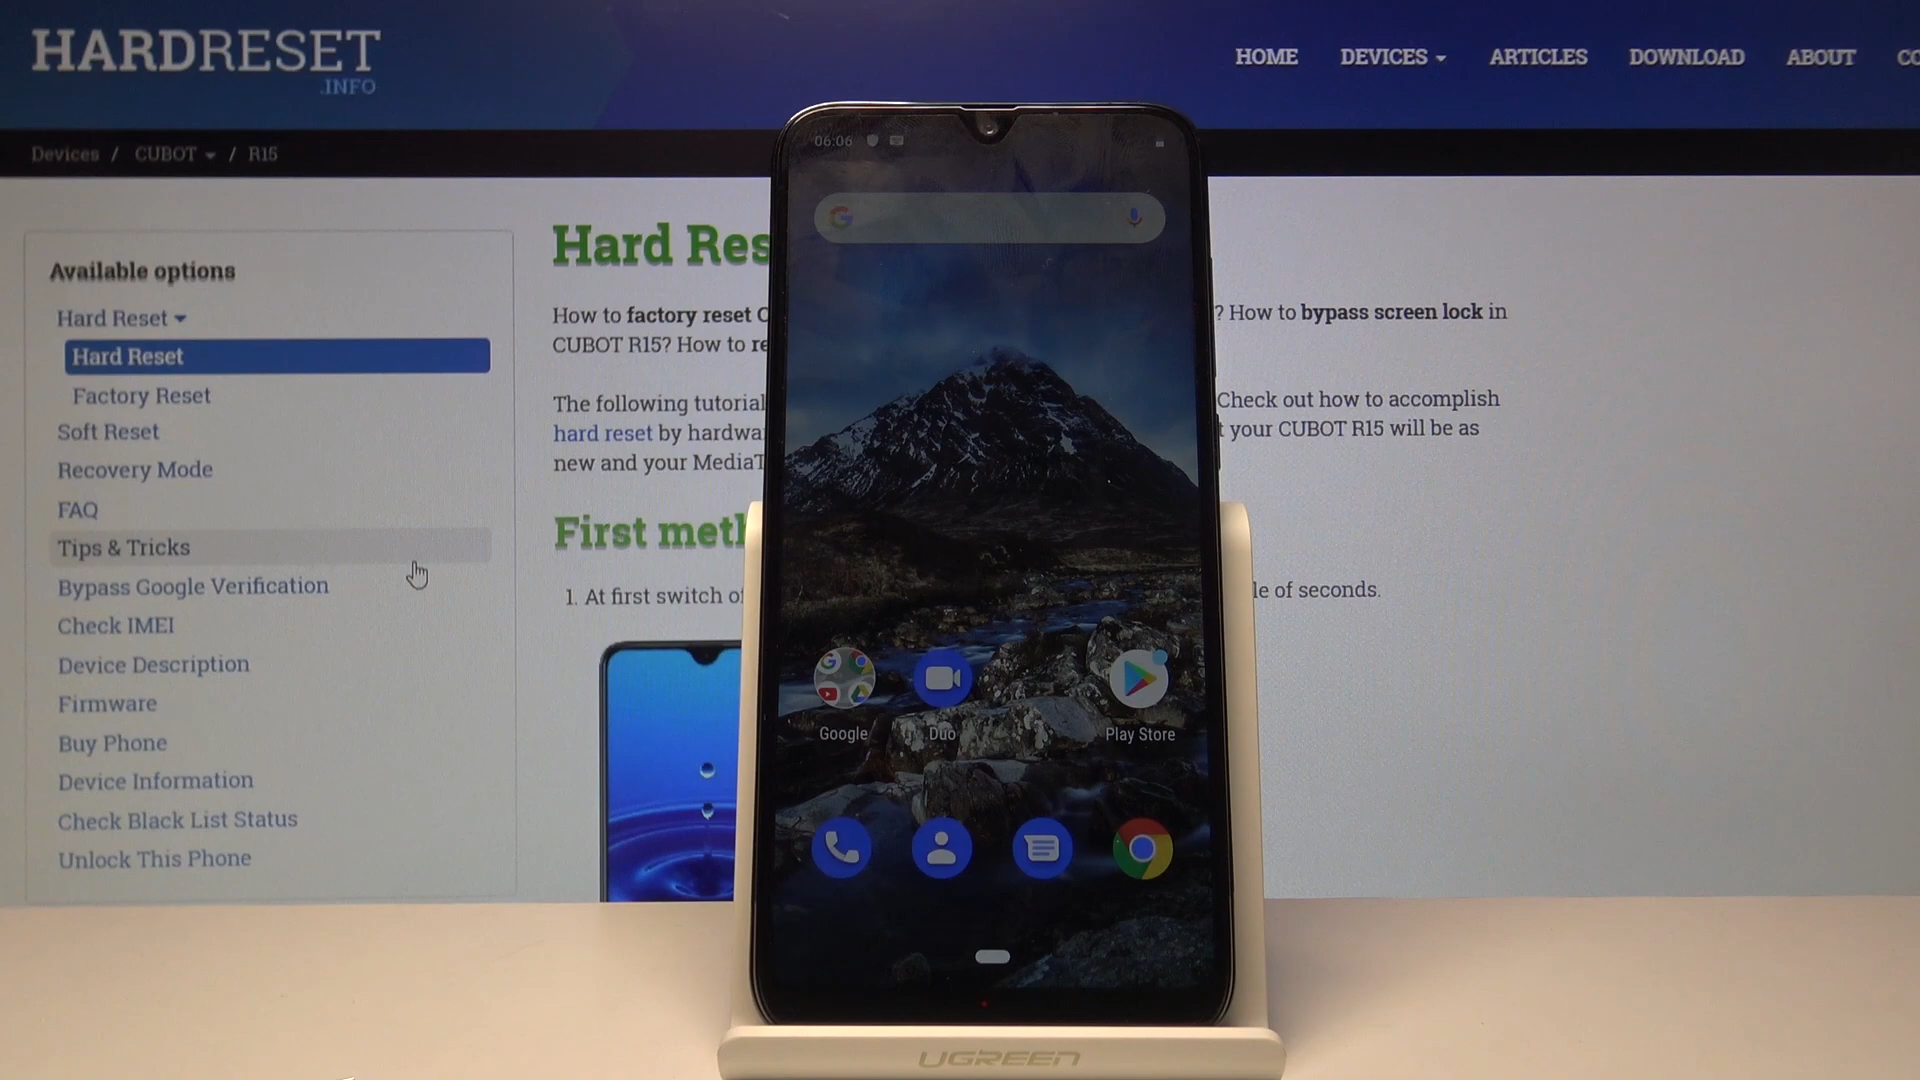 HARDRESET
.INFO
HOME DEVICES ARTICLES DOWNLOAD ABOUT CO
Devices / CUBOT / R15
Available options
Hard Reset
Hard Reset
Factory Reset
Soft Reset
Recovery Mode
FAQ
Tips & Tricks
Bypass Google Verification
Check IMEI
Device Description
Firmware
Buy Phone
Device Information
Check Black List Status
Unlock This Phone
Hard Res
How to factory reset C ? How to bypass screen lock in
CUBOT R15? How to re
The following tutorial Check out how to accomplish
hard reset by hardwa t your CUBOT R15 will be as
new and your MediaT
First meth
1. At first switch of le of seconds.
06:06
Google Duo Play Store
UGREEN